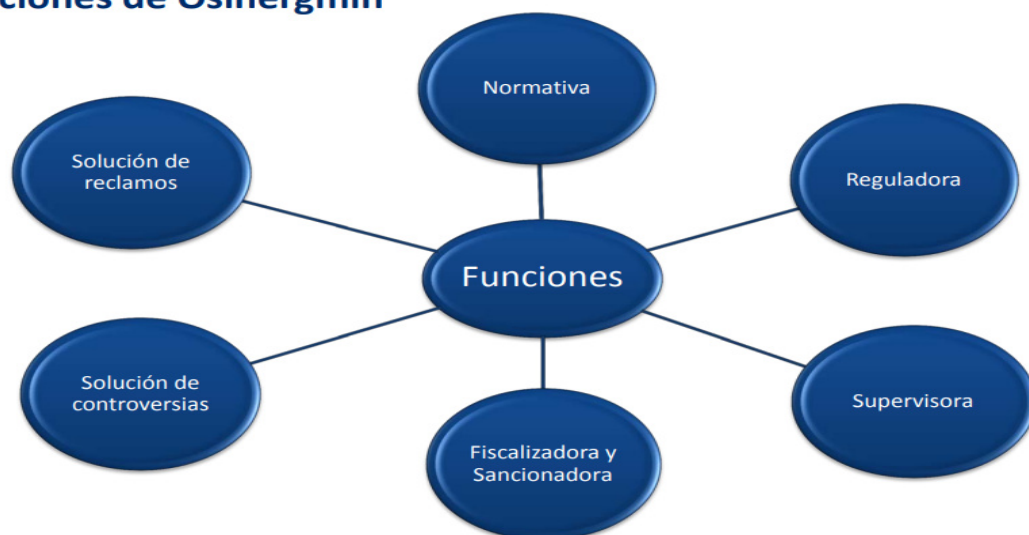 ciones de Osinergmin
Normativa
Solución de
reclamos
Reguladora
Funciones
Solución de
controversias
Supervisora
Fiscalizadora y
Sancionadora